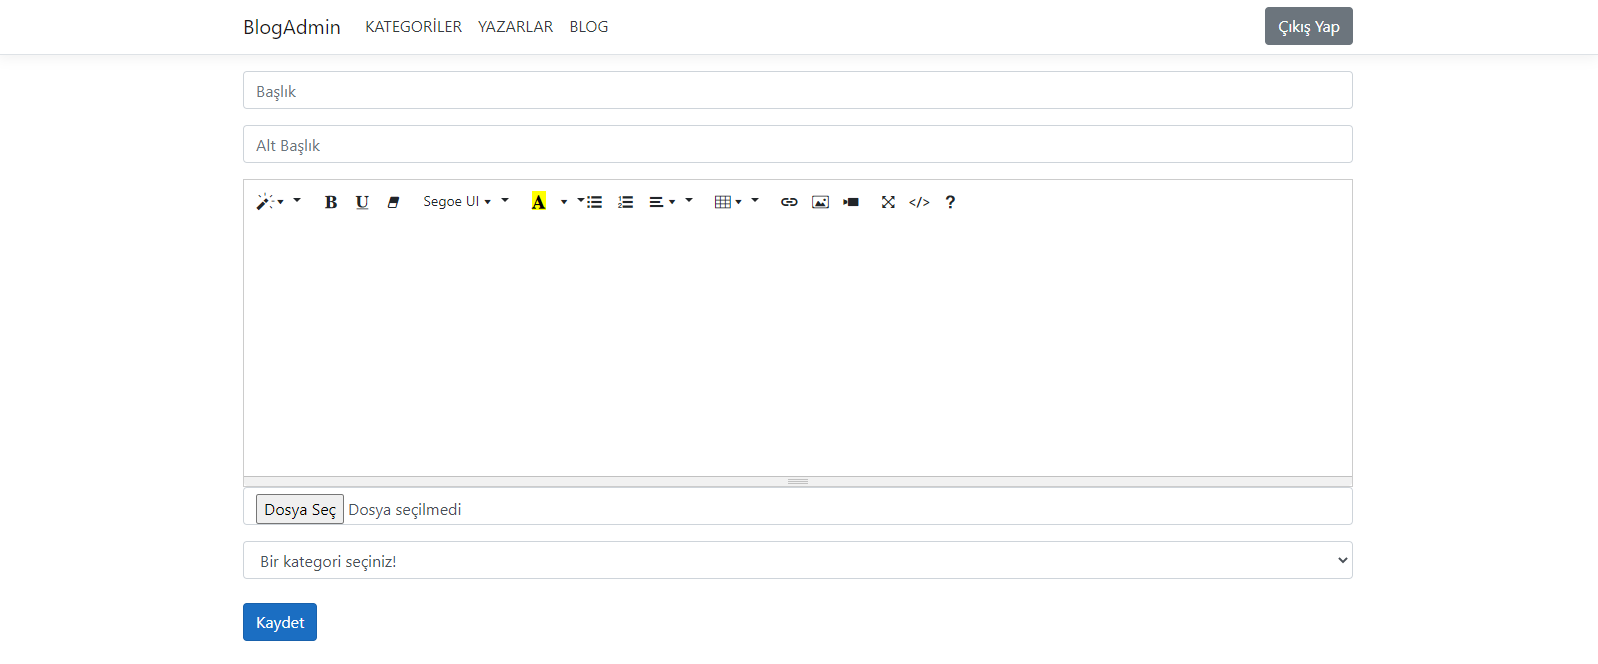 BlogAdmin KATEGORİLER YAZARLAR BLOG Çıkış Yap
Başlık
Alt Başlık
B U Segoe UI A </> ?
Dosya Seç Dosya seçilmedi
Bir kategori seçiniz!
Kaydet